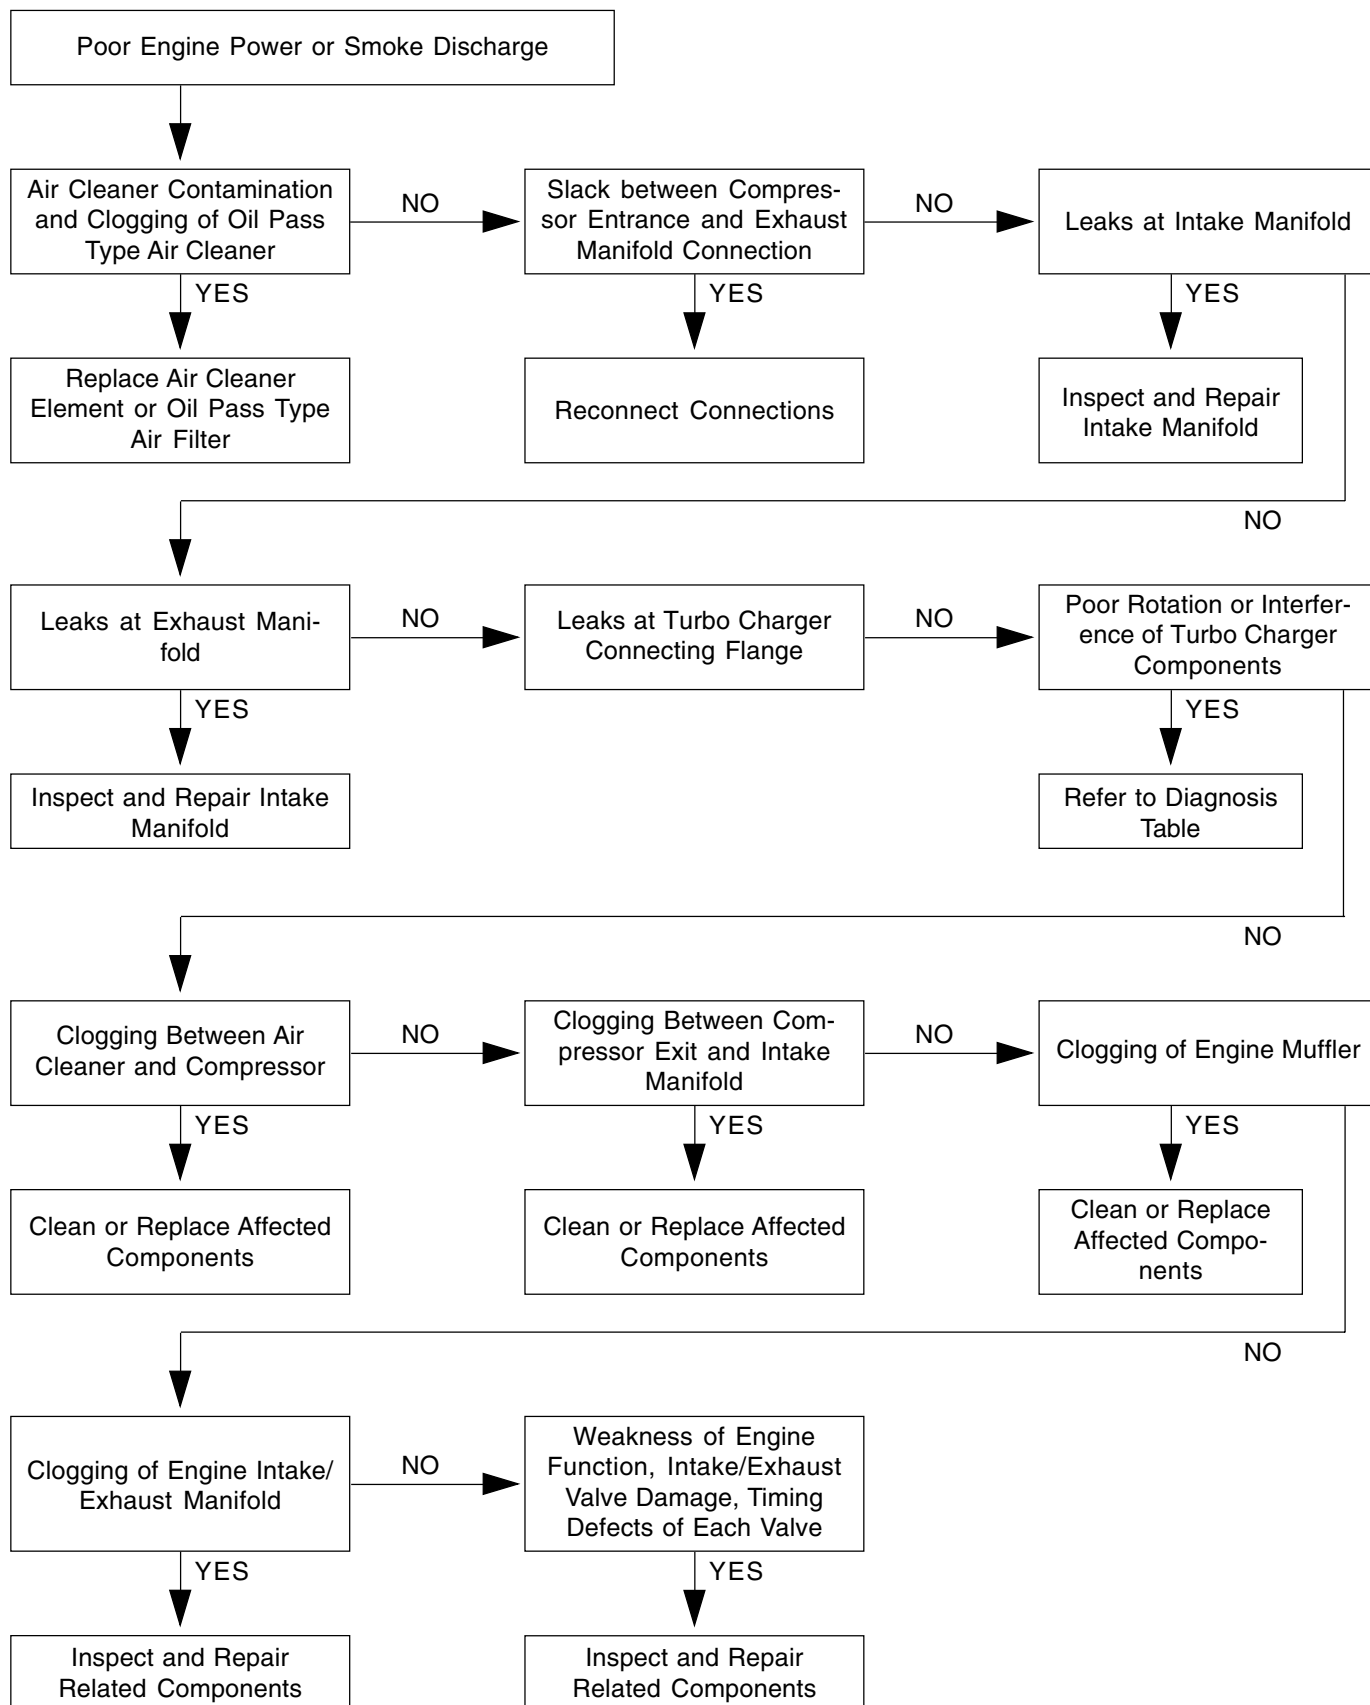 Poor Engine Power or Smoke Discharge
Air Cleaner Contamination
and Clogging of Oil Pass
Type Air Cleaner
NO
Slack between Compres-
sor Entrance and Exhaust
Manifold Connection
NO
Leaks at Intake Manifold
YES
YES
YES
Replace Air Cleaner
Element or Oil Pass Type
Air Filter
Reconnect Connections
Inspect and Repair
Intake Manifold
NO
Leaks at Exhaust Mani-
fold
NO
Leaks at Turbo Charger
Connecting Flange
NO
Poor Rotation or Interfer-
ence of Turbo Charger
Components
YES
YES
Inspect and Repair Intake
Manifold
Refer to Diagnosis
Table
NO
Clogging Between Air
Cleaner and Compressor
NO
Clogging Between Com-
pressor Exit and Intake
Manifold
NO
Clogging of Engine Muffler
YES
YES
YES
Clean or Replace Affected
Components
Clean or Replace Affected
Components
Clean or Replace
Affected Compo-
nents
NO
Clogging of Engine Intake/
Exhaust Manifold
NO
Weakness of Engine
Function, Intake/Exhaust
Valve Damage, Timing
Defects of Each Valve
YES
YES
Inspect and Repair
Related Components
Inspect and Repair
Related Components